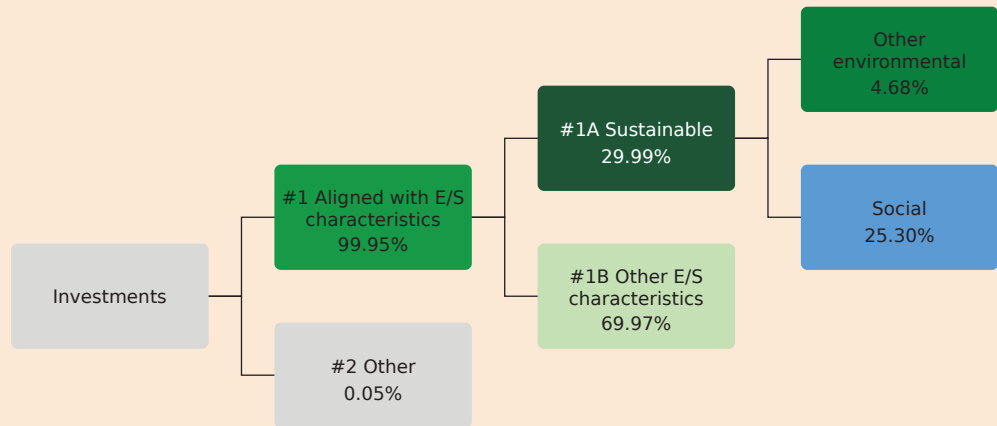 Investments
#1 Aligned with E/S
characteristics
99.95%
#2 Other
0.05%
#1A Sustainable
29.99%
#1B Other E/S
characteristics
69.97%
Other
environmental
4.68%
Social
25.30%